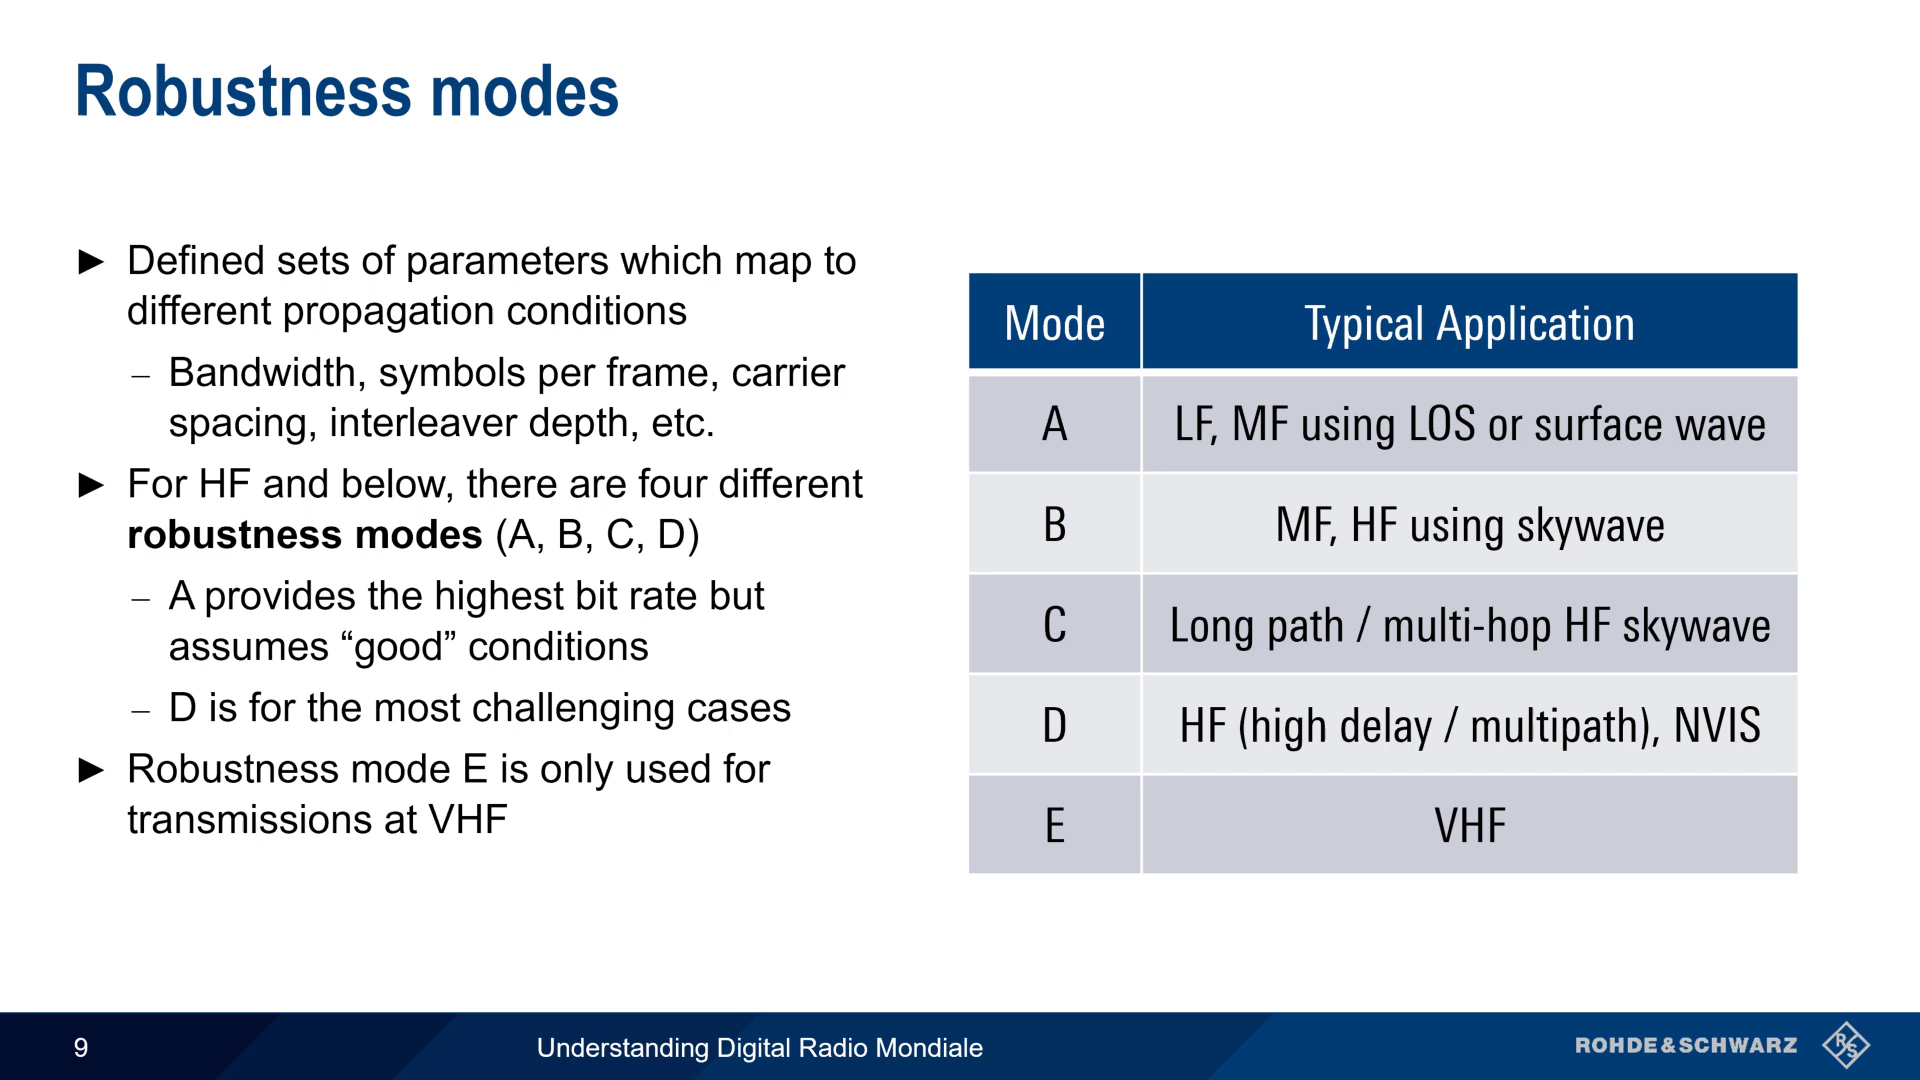 Robustness modes
► Defined sets of parameters which map to
different propagation conditions
– Bandwidth, symbols per frame, carrier
spacing, interleaver depth, etc.
► For HF and below, there are four different
robustness modes (A, B, C, D)
– A provides the highest bit rate but
assumes “good” conditions
– D is for the most challenging cases
► Robustness mode E is only used for
transmissions at VHF
Mode Typical Application
A LF, MF using LOS or surface wave
B MF, HF using skywave
C Long path / multi-hop HF skywave
D HF (high delay / multipath), NVIS
E VHF
9 Understanding Digital Radio Mondiale ROHDE&SCHWARZ R&S